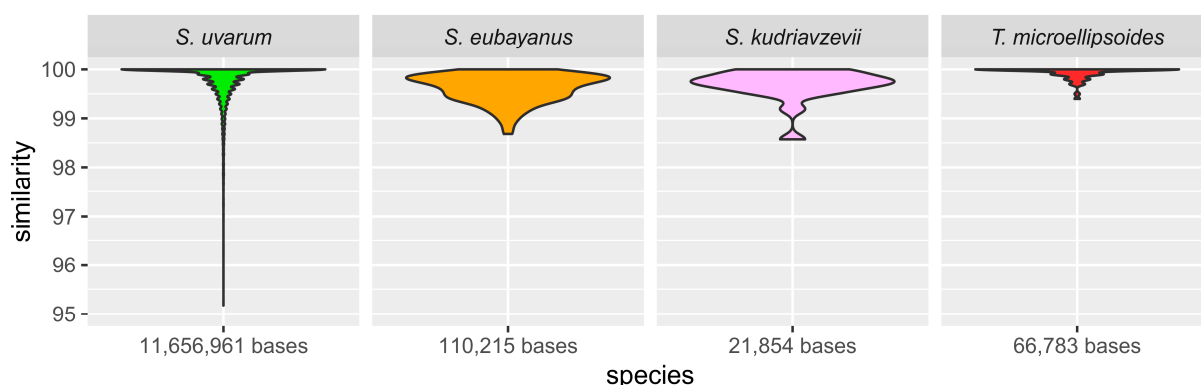 S. uvarum
S. eubayanus
S. kudriavzevii
T. microellipsoides
similarity
100
99
98
97
96
95
11,656,961 bases
110,215 bases
21,854 bases
66,783 bases
species